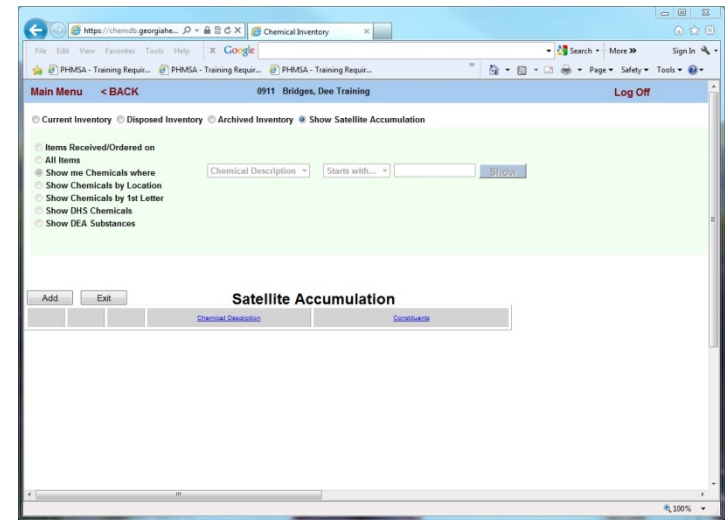 https://chemdb.georgiahe... Chemical Inventory
File Edit View Favorites Tools Help x Google Search More >> Sign In
PHMSA - Training Requir... PHMSA - Training Requir... PHMSA - Training Requir... >> Page Safety Tools
Main Menu < BACK 0911 Bridges, Dee Training Log Off
Current Inventory Disposed Inventory Archived Inventory Show Satellite Accumulation
Items Received/Ordered on
All Items
Show me Chemicals where Chemical Description Starts with... Show
Show Chemicals by Location
Show Chemicals by 1st Letter
Show DHS Chemicals
Show DEA Substances
Add Exit Satellite Accumulation
Chemical Description Constituents
100%